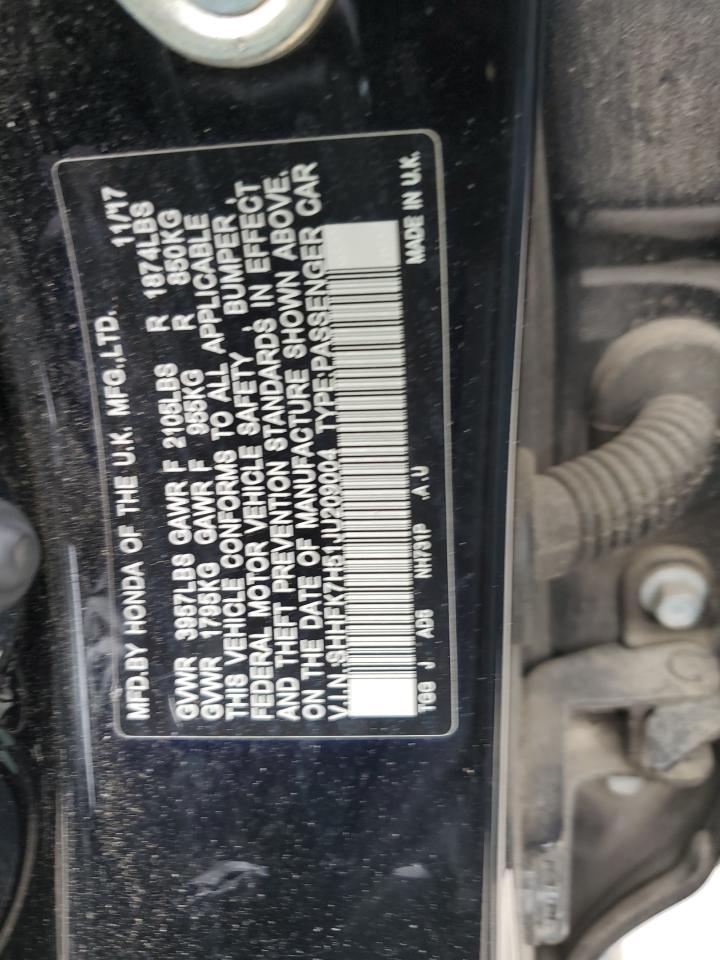 MFD.BY HONDA OF THE U.K. MFG.,LTD. 11/17
GVWR 3957LBS GAWR F 2105LBS R 1874LBS
GVWR 1795KG GAWR F 955KG R 850KG
THIS VEHICLE CONFORMS TO ALL APPLICABLE
FEDERAL MOTOR VEHICLE SAFETY , BUMPER ,
AND THEFT PREVENTION STANDARDS IN EFFECT
ON THE DATE OF MANUFACTURE SHOWN ABOVE.
V.I.N.:SHHFK7H51JU209004 TYPE:PASSENGER CAR
TGG J AD6 NH731P .A.U MADE IN U.K.